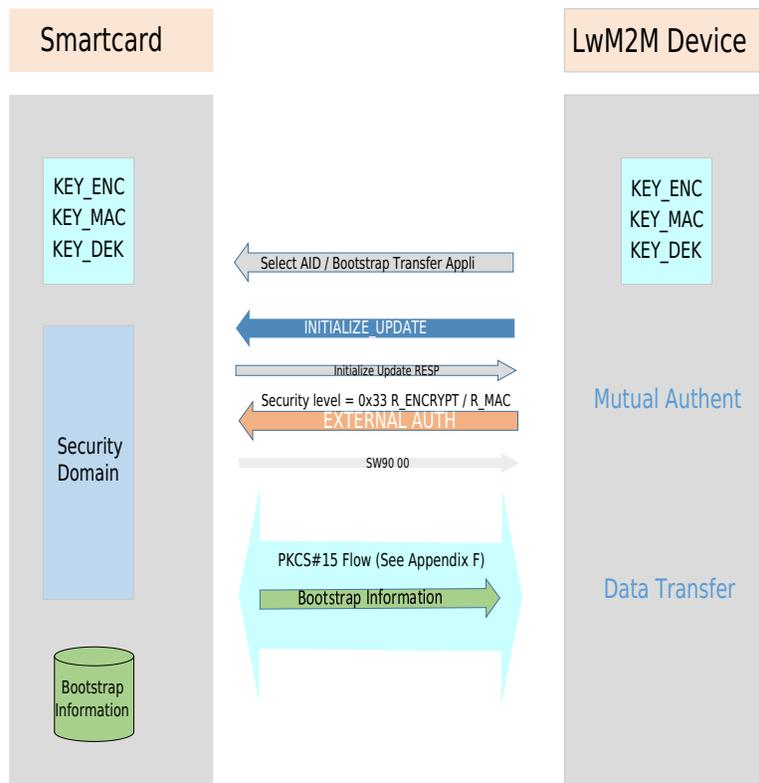 Smartcard
LwM2M Device
KEY_ENC
KEY_MAC
KEY_DEK
KEY_ENC
KEY_MAC
KEY_DEK
Select AID / Bootstrap Transfer Appli
INITIALIZE_UPDATE
Initialize Update RESP
Security level = 0x33 R_ENCRYPT / R_MAC
EXTERNAL AUTH
Mutual Authent
SW90 00
Security
Domain
PKCS#15 Flow (See Appendix F)
Bootstrap Information
Data Transfer
Bootstrap
Information